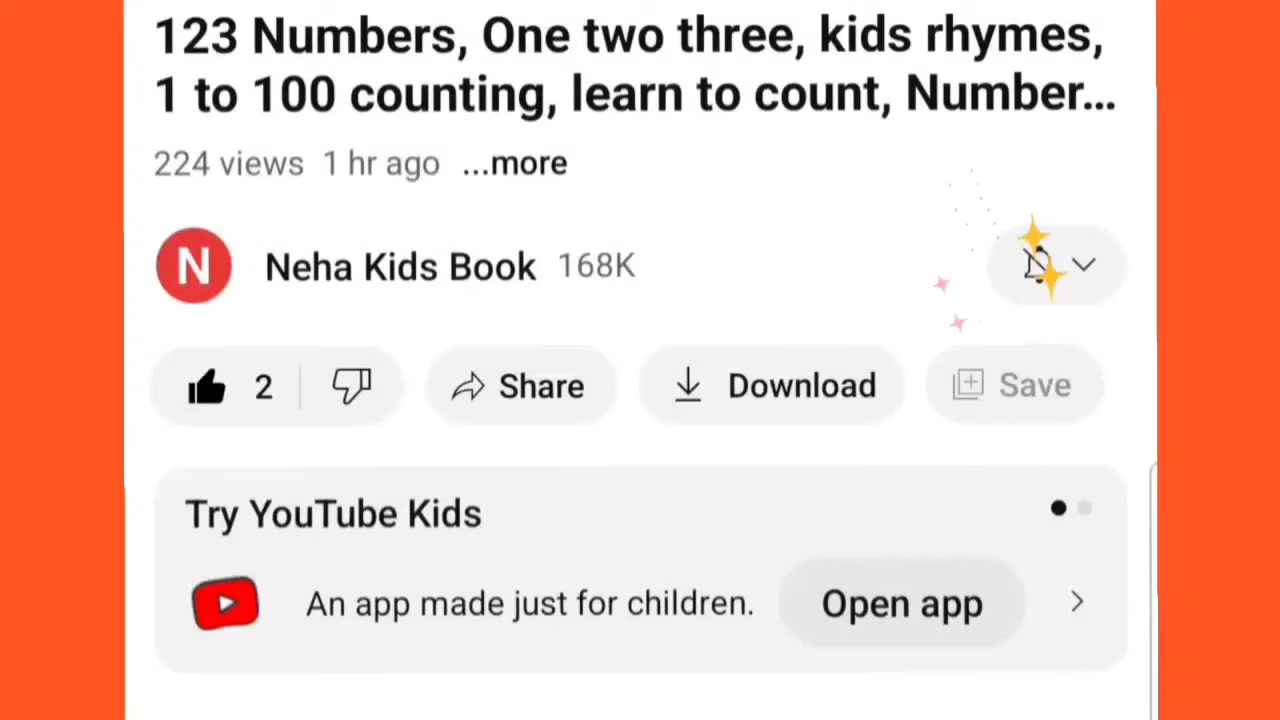 123 Numbers, One two three, kids rhymes,
1 to 100 counting, learn to count, Number...
224 views 1 hr ago ...more
N Neha Kids Book 168K
2 Share Download Save
Try YouTube Kids
An app made just for children. Open app